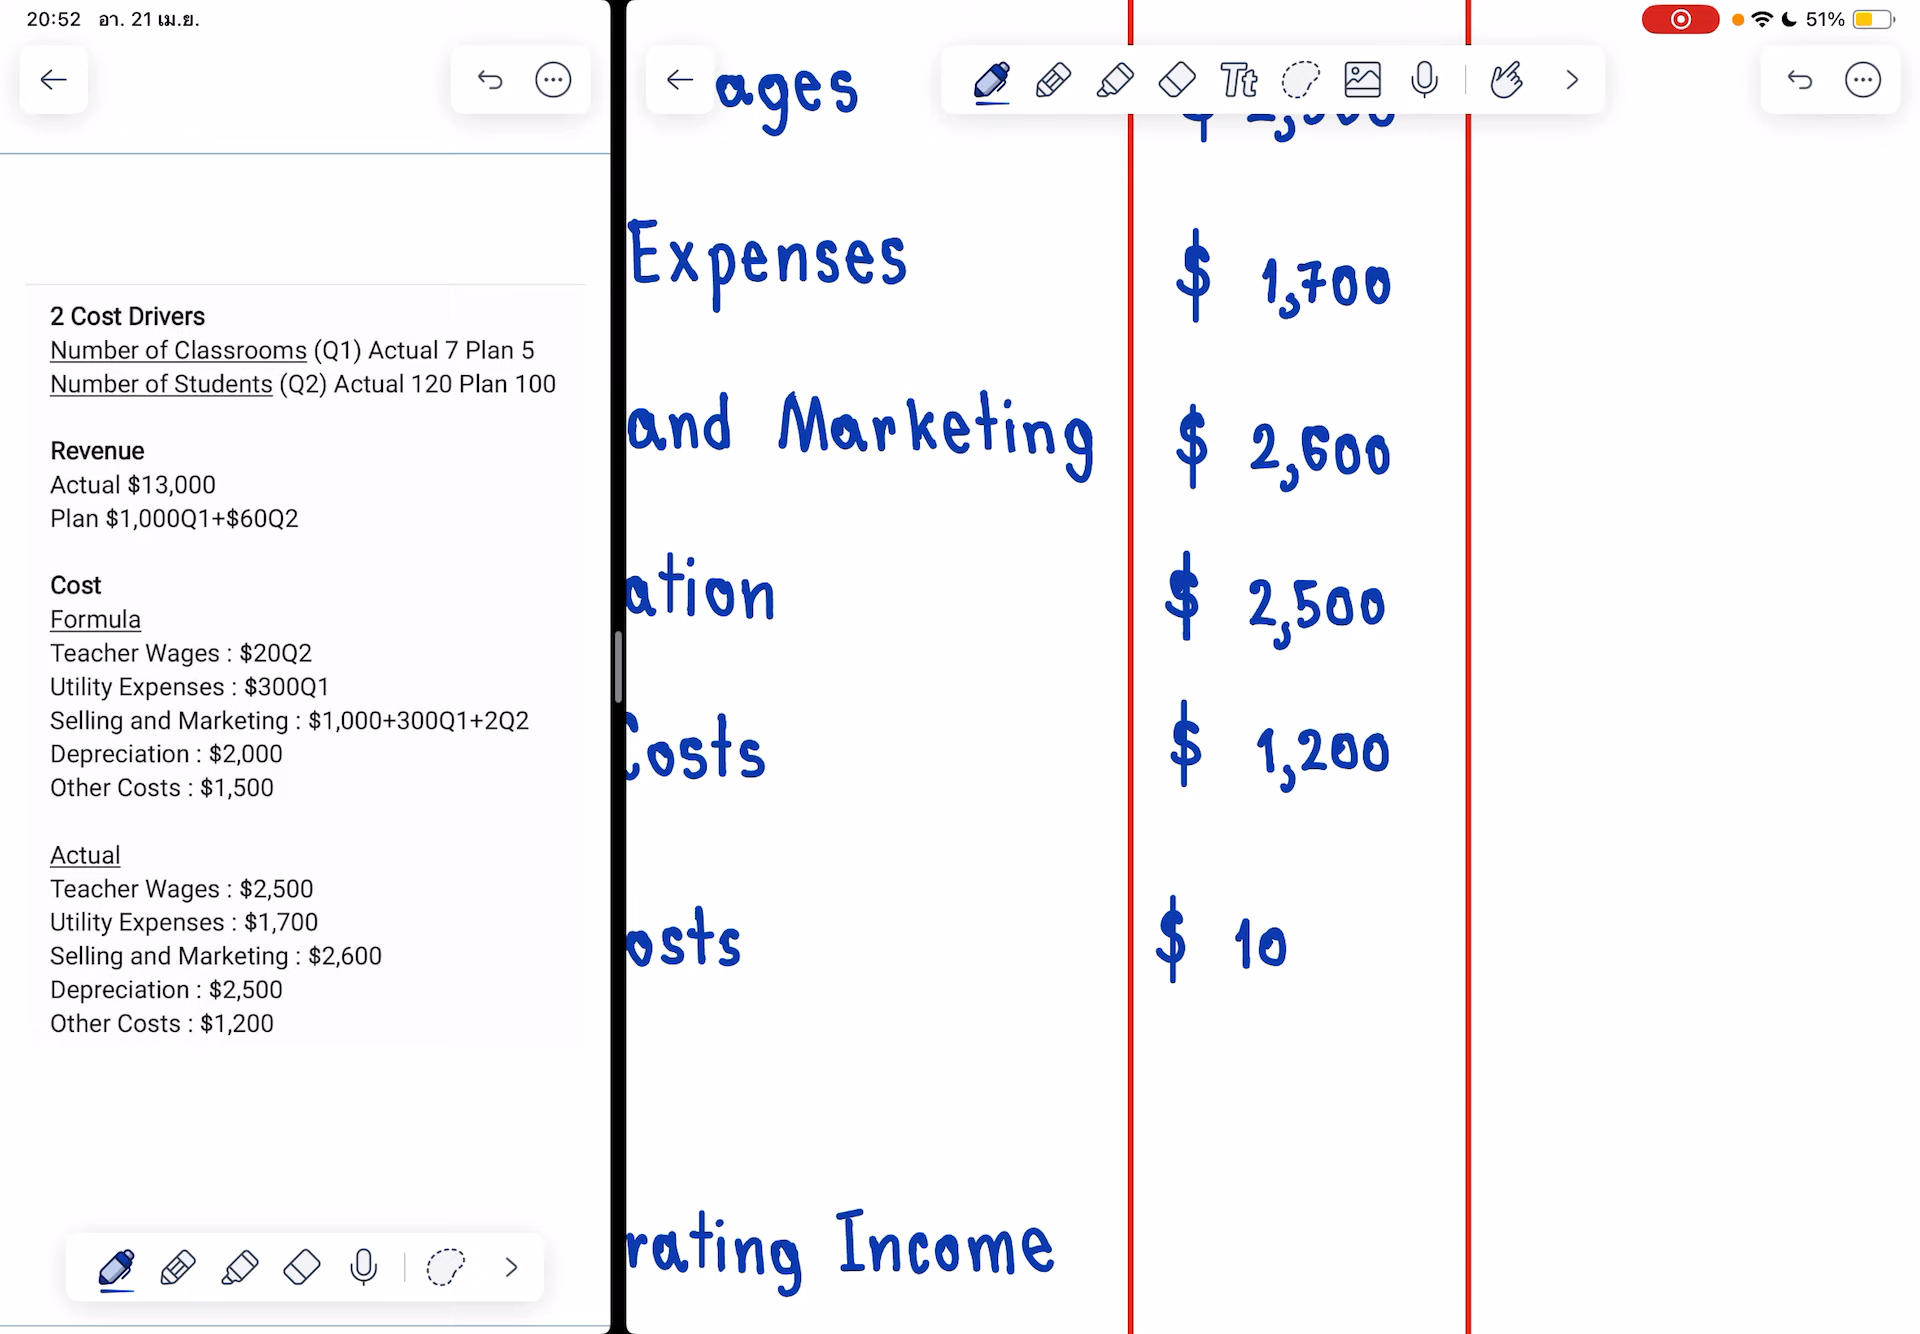 20:52 อา. 21 เม.ย.
51%
2 Cost Drivers
Number of Classrooms (Q1) Actual 7 Plan 5
Number of Students (Q2) Actual 120 Plan 100
Revenue
Actual $13,000
Plan $1,000Q1+$60Q2
Cost
Formula
Teacher Wages : $20Q2
Utility Expenses : $300Q1
Selling and Marketing : $1,000+300Q1+2Q2
Depreciation : $2,000
Other Costs : $1,500
Actual
Teacher Wages : $2,500
Utility Expenses : $1,700
Selling and Marketing : $2,600
Depreciation : $2,500
Other Costs : $1,200
Tt
ages
Expenses $ 1,700
and Marketing $ 2,600
ation $ 2,500
Costs $ 1,200
osts $ 10
rating Income